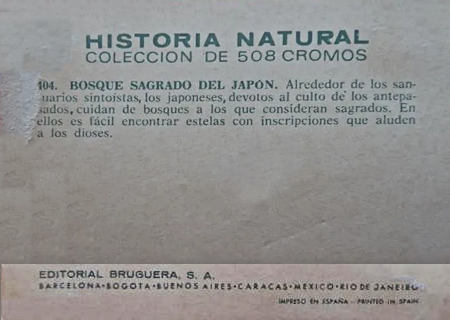 HISTORIA NATURAL
COLECCION DE 508 CROMOS
104. BOSQUE SAGRADO DEL JAPÓN. Alrededor de los san-
tuarios sintoístas, los japoneses, devotos al culto de los antepa-
sados, cuidan de bosques a los que consideran sagrados. En
ellos es fácil encontrar estelas con inscripciones que aluden
a los dioses.
EDITORIAL BRUGUERA, S. A.
BARCELONA · BOGOTA · BUENOS AIRES · CARACAS · MEXICO · RIO DE JANEIRO
IMPRESO EN ESPAÑA - PRINTED IN SPAIN